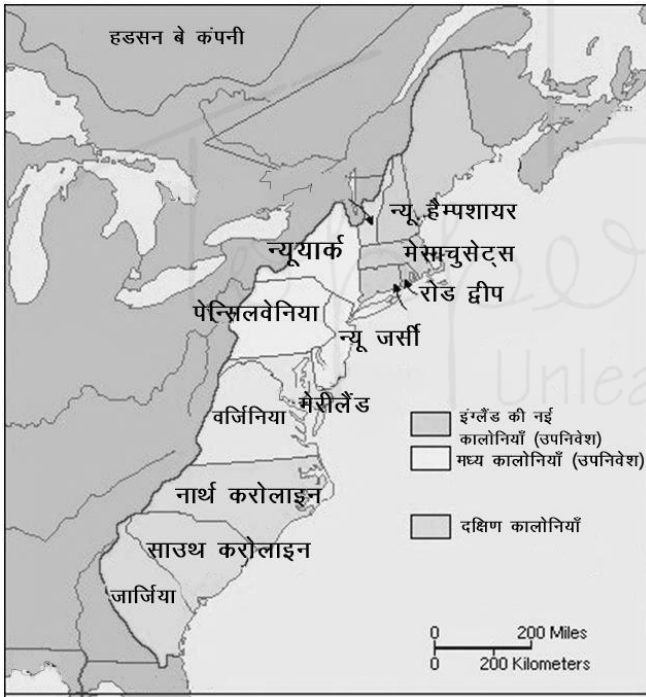 हडसन बे कंपनी
न्यू हैम्पशायर
न्यूयार्क
मेसाचुसेट्स
रोड द्वीप
पेन्सिलवेनिया
न्यू जर्सी
मेरीलैंड
वर्जिनिया
नार्थ करोलाइन
साउथ करोलाइन
जार्जिया
इंग्लैंड की नई
कालोनियाँ (उपनिवेश)
मध्य कालोनियाँ (उपनिवेश)
दक्षिण कालोनियाँ
0 200 Miles
0 200 Kilometers
Unlea